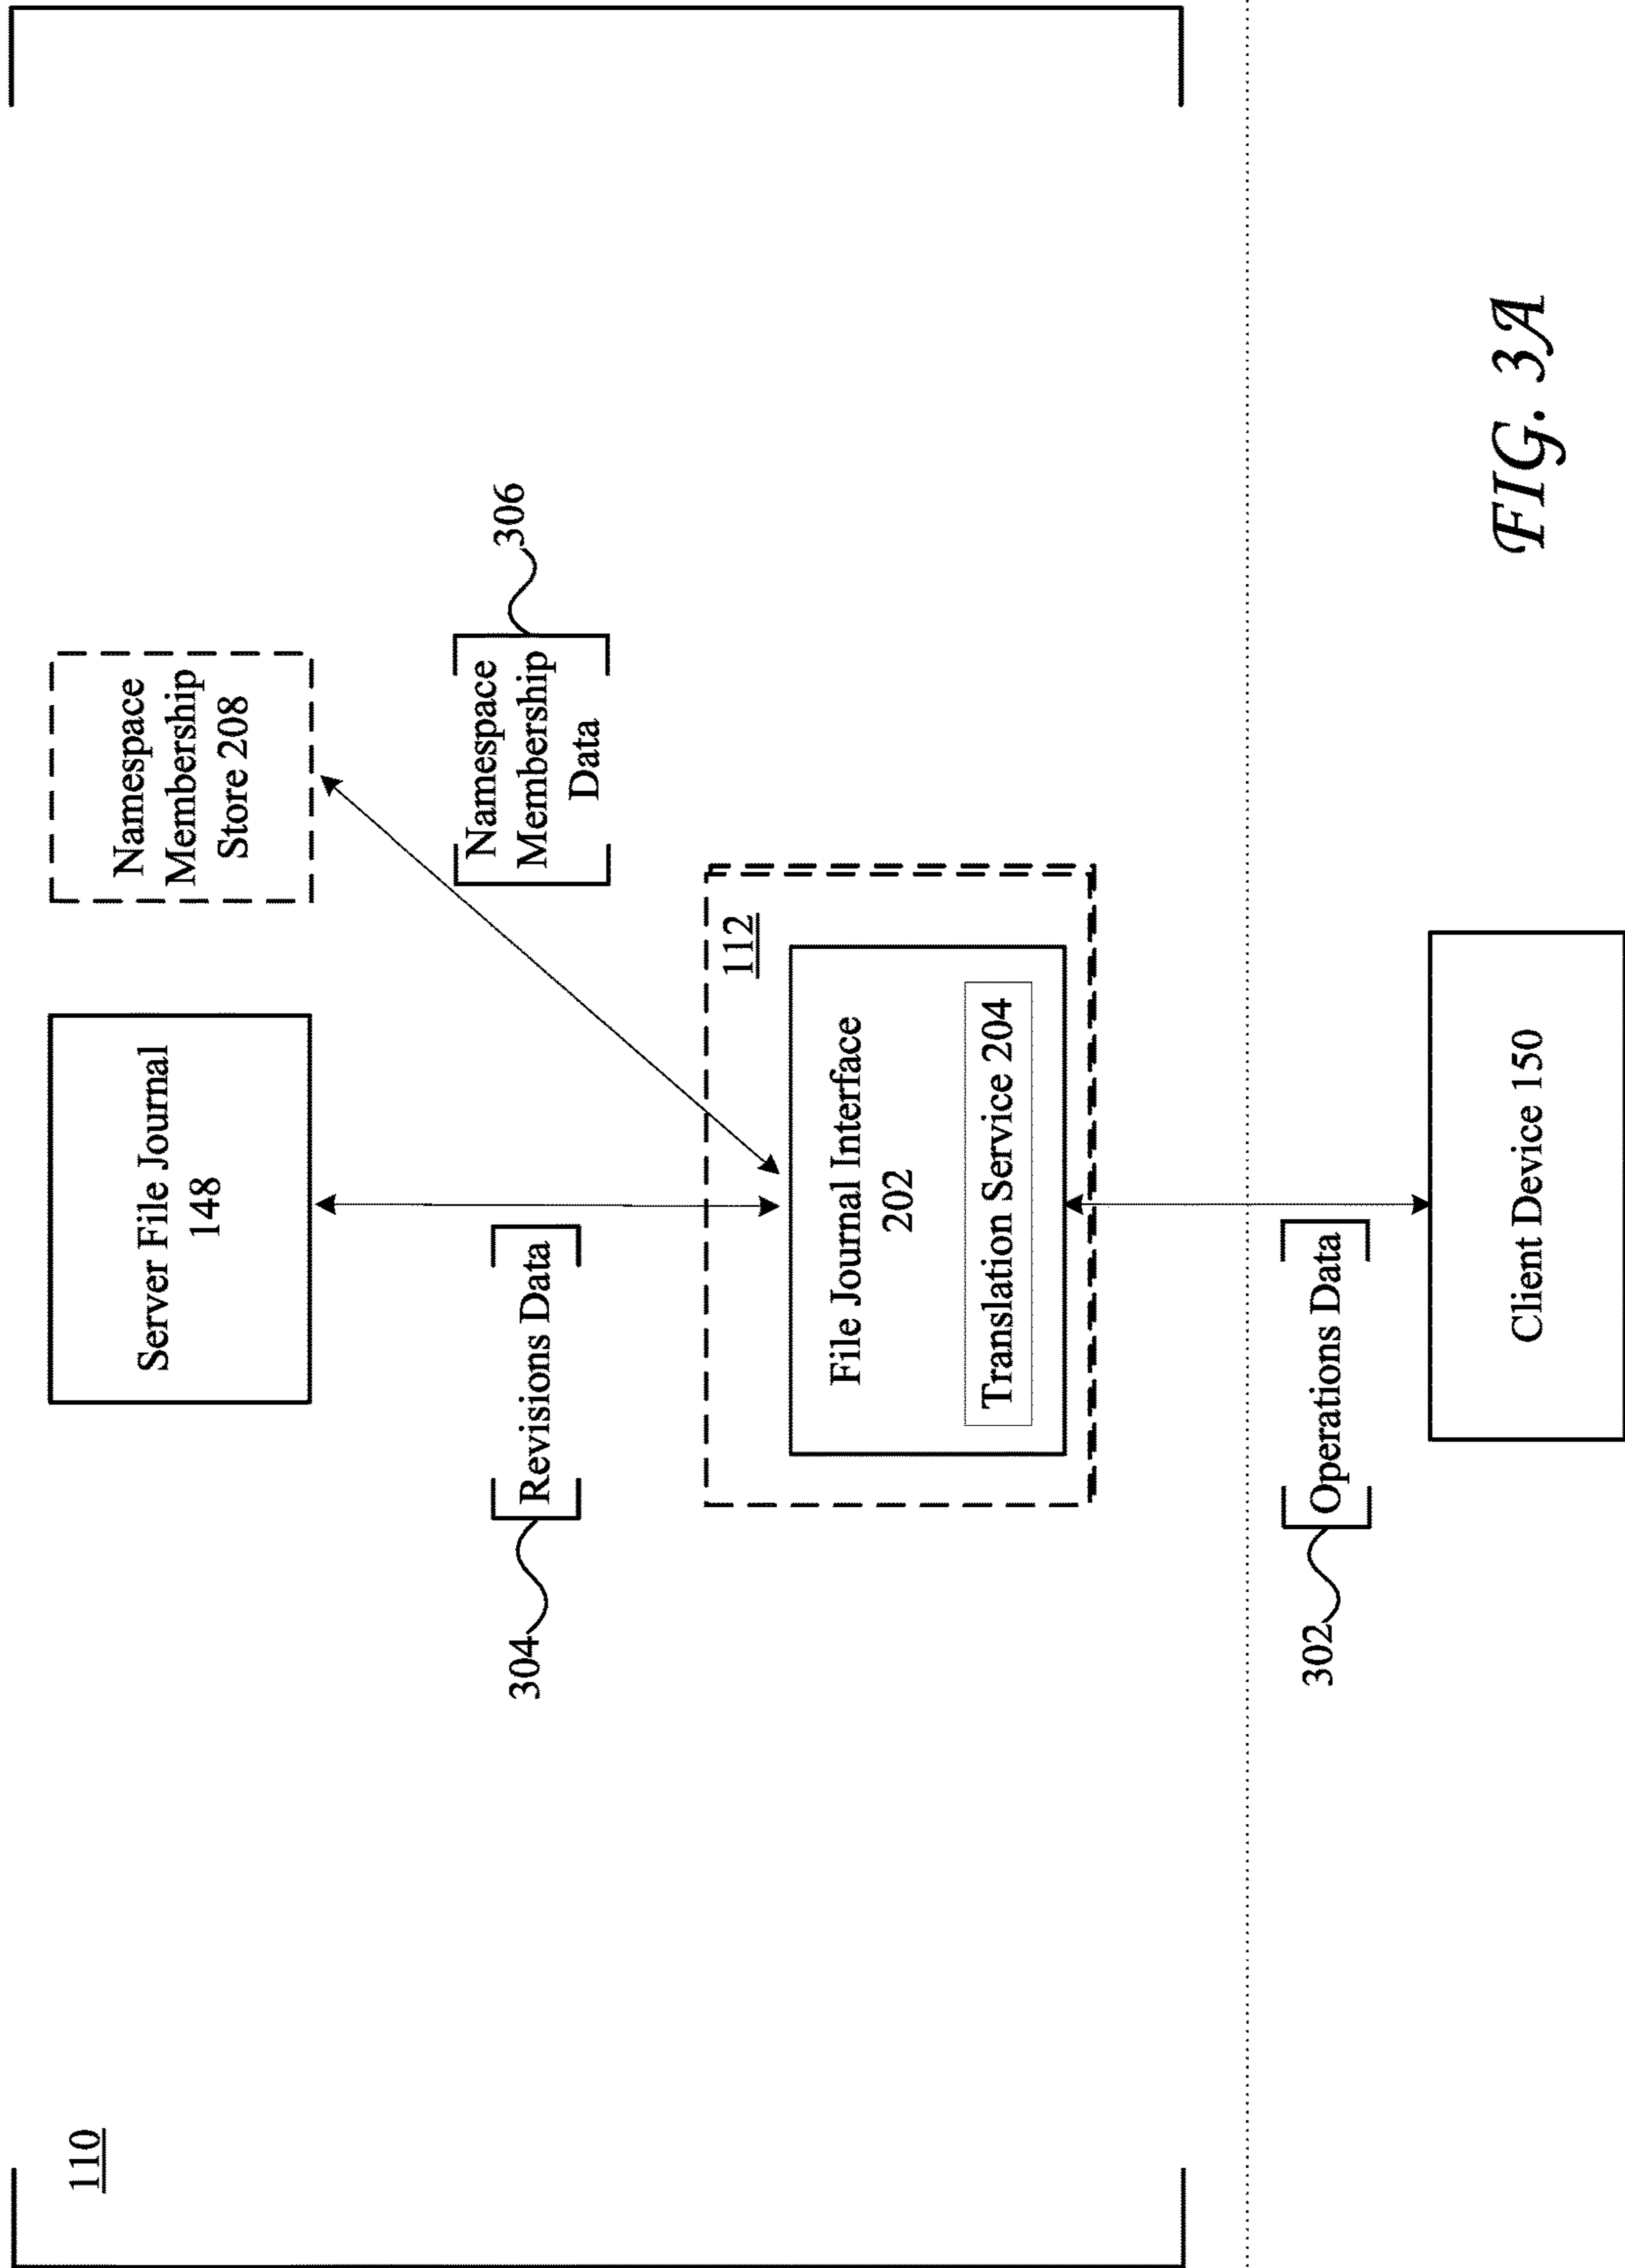 110
Server File Journal
148
Namespace
Membership
Store 208
304
Revisions Data
Namespace
Membership
Data
306
112
File Journal Interface
202
Translation Service 204
302
Operations Data
Client Device 150
FIG. 3A